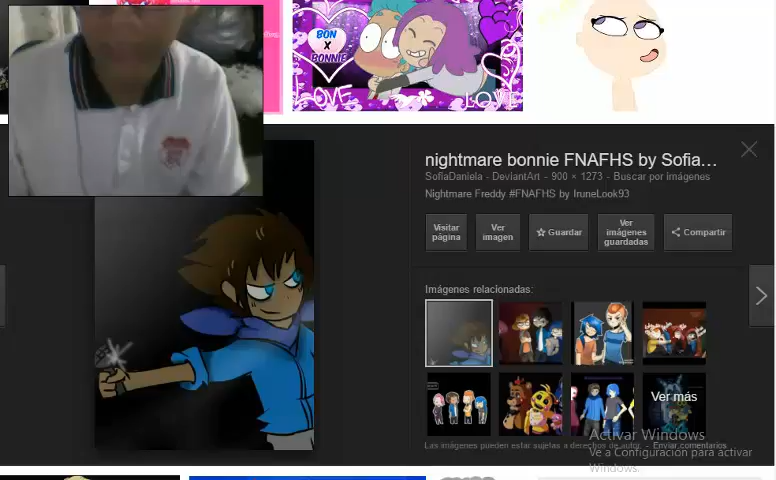 BON
X
BONNIE
LOVE
LOVE
nightmare bonnie FNAFHS by Sofia...
SofiaDaniela - DeviantArt - 900 × 1273 - Buscar por imágenes
Nightmare Freddy #FNAFHS by IruneLook93
Visitar
página
Ver
imagen
Guardar
Ver
imágenes
guardadas
Compartir
Imágenes relacionadas:
Ver más
Las imágenes pueden estar sujetas a derechos de autor. - Enviar comentarios
Activar Windows
Ve a Configuración para activar
Windows.